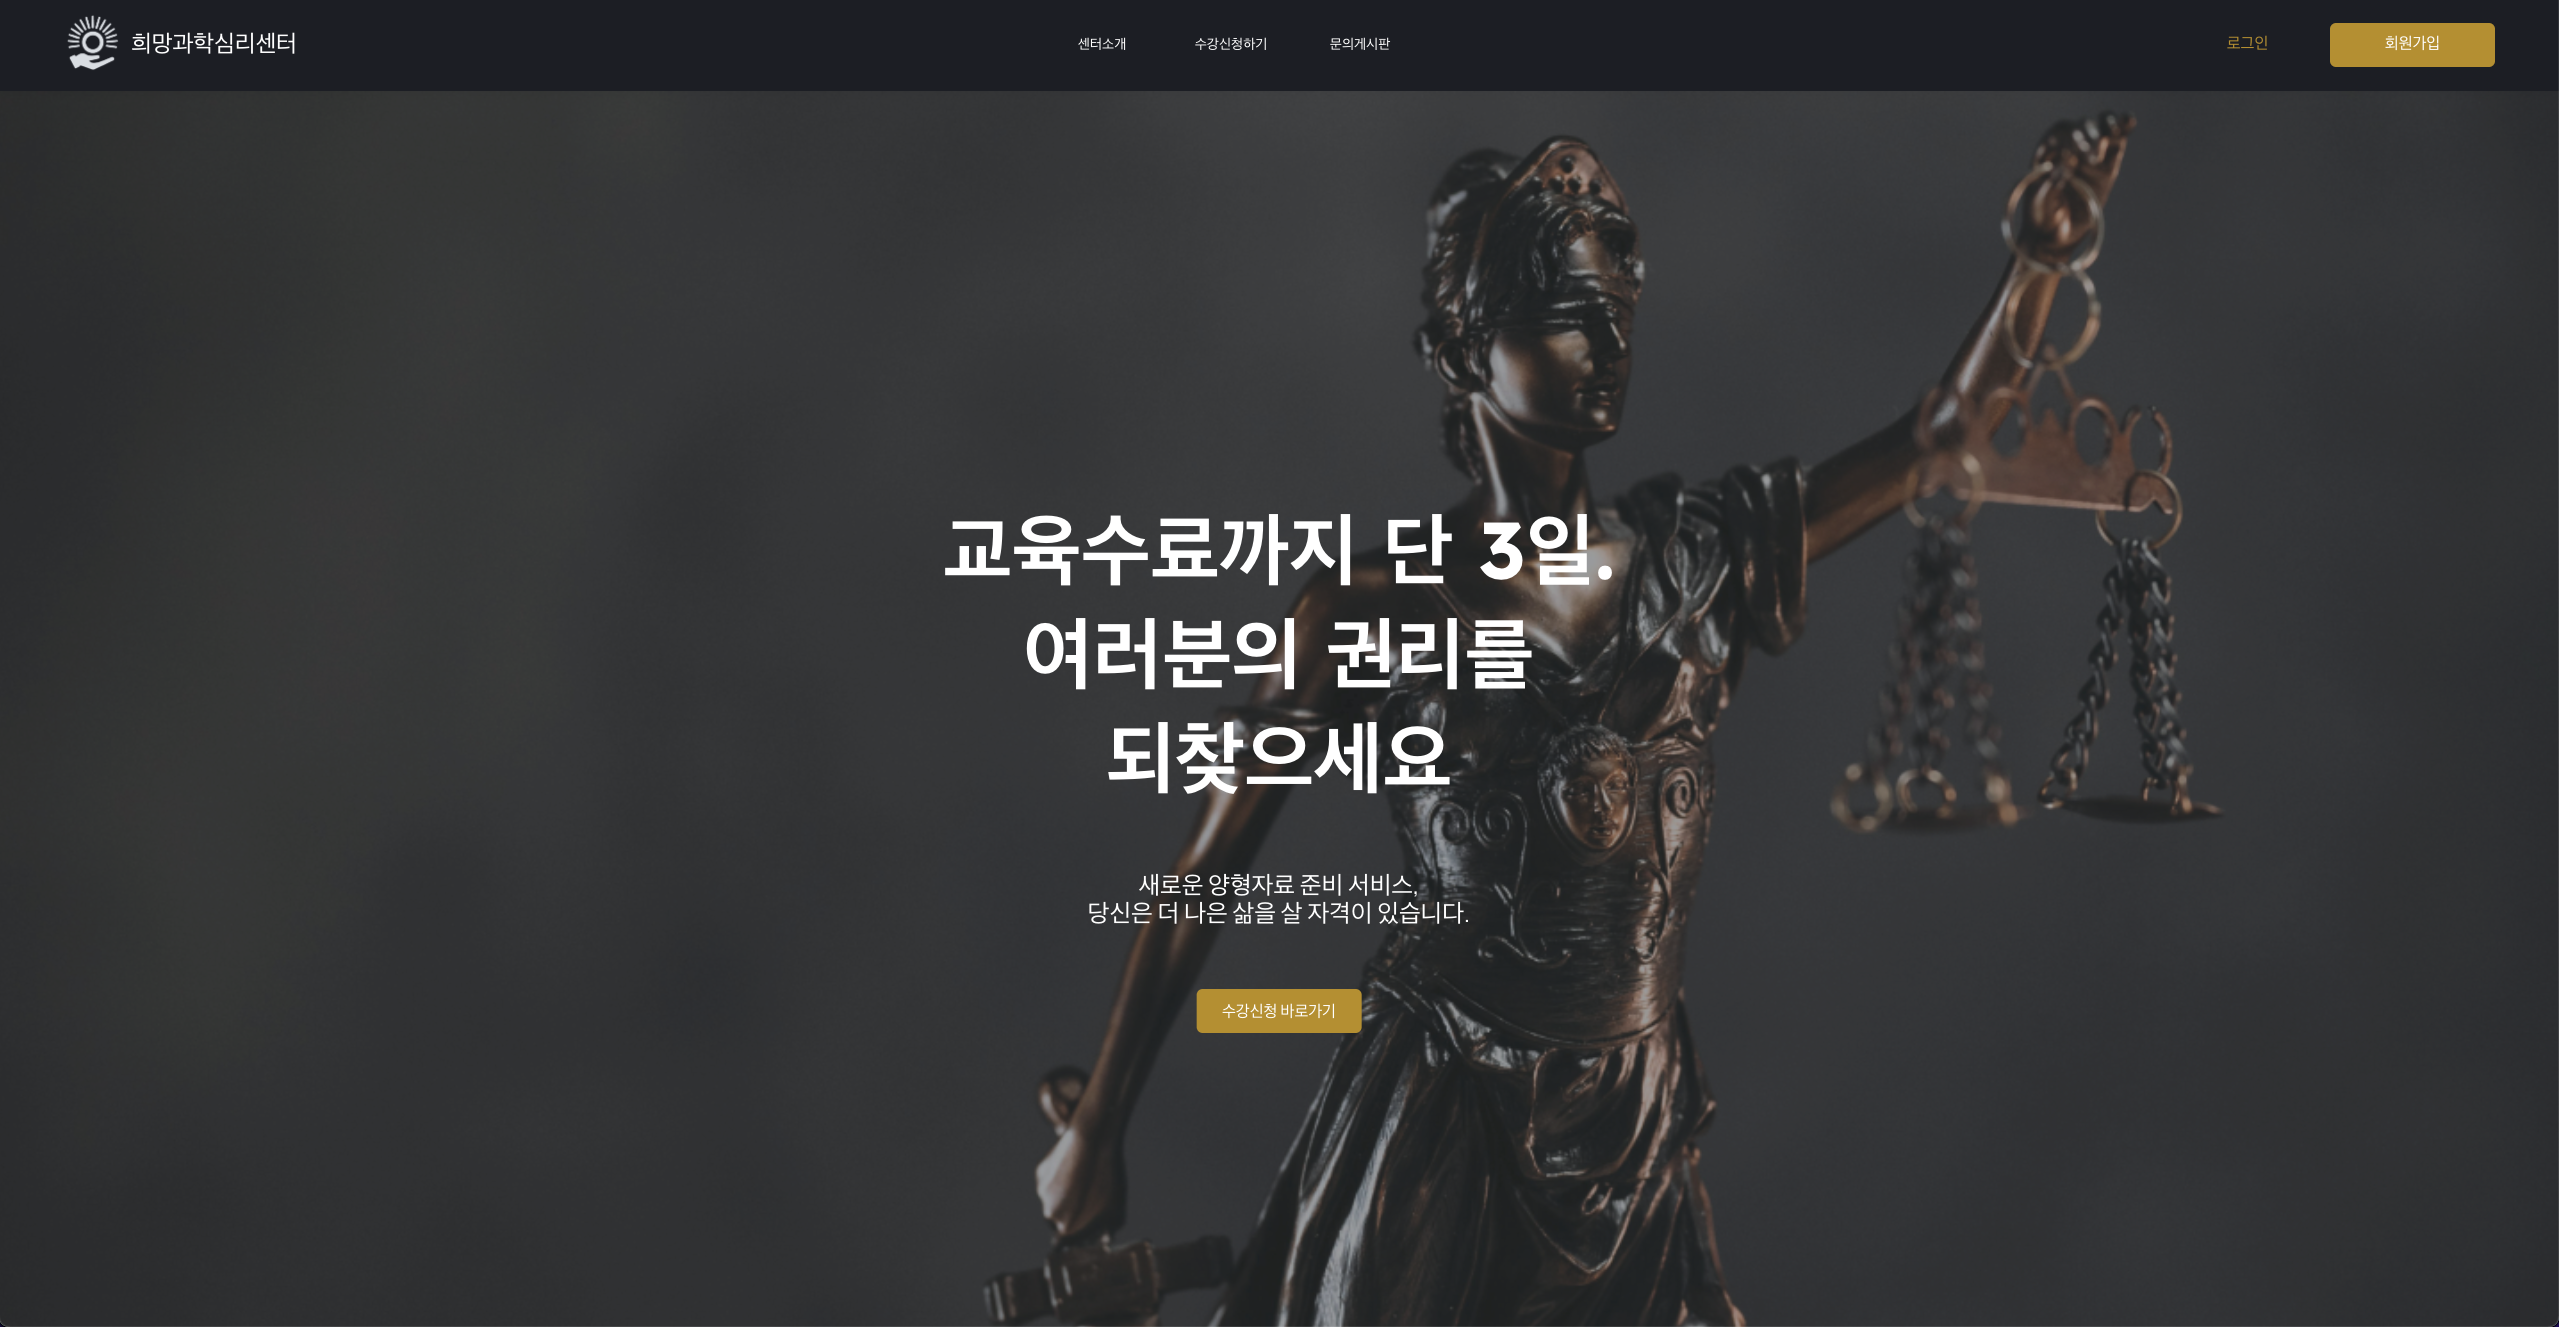 희망과학심리센터
센터소개
수강신청하기
문의게시판
로그인
회원가입
교육수료까지 단 3일.
여러분의 권리를
되찾으세요
새로운 양형자료 준비 서비스,
당신은 더 나은 삶을 살 자격이 있습니다.
수강신청 바로가기